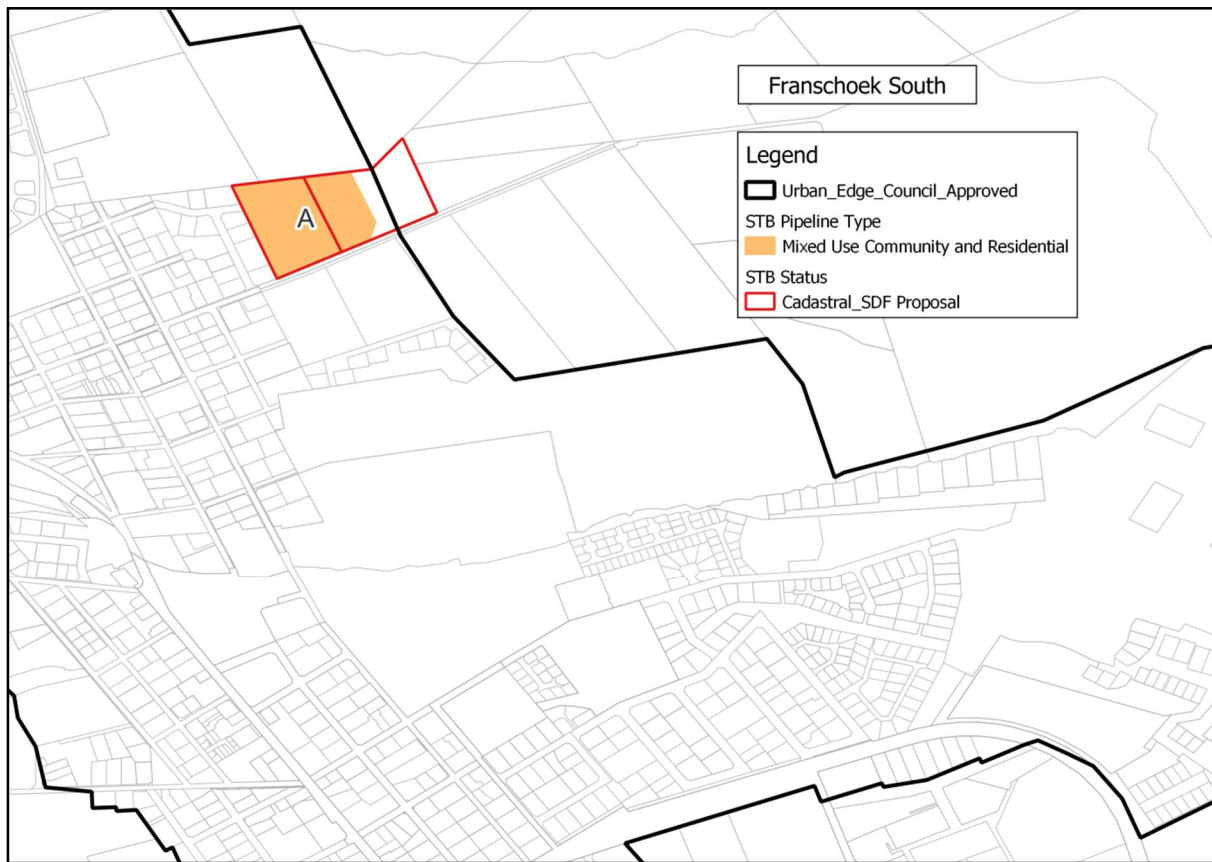 Franschoek South
Legend
Urban_Edge_Council_Approved
STB Pipeline Type
Mixed Use Community and Residential
STB Status
Cadastral_SDF Proposal
A